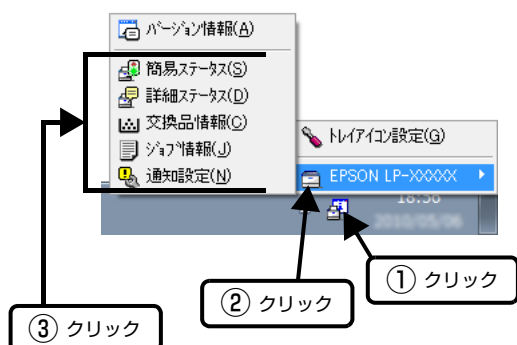 バージョン情報(A)
簡易ステータス(S)
詳細ステータス(D)
交換品情報(C)
ジョブ情報(J)
通知設定(N)
トレイアイコン設定(G)
EPSON LP-XXXXX
18:56
2010/05/06
① クリック
② クリック
③ クリック